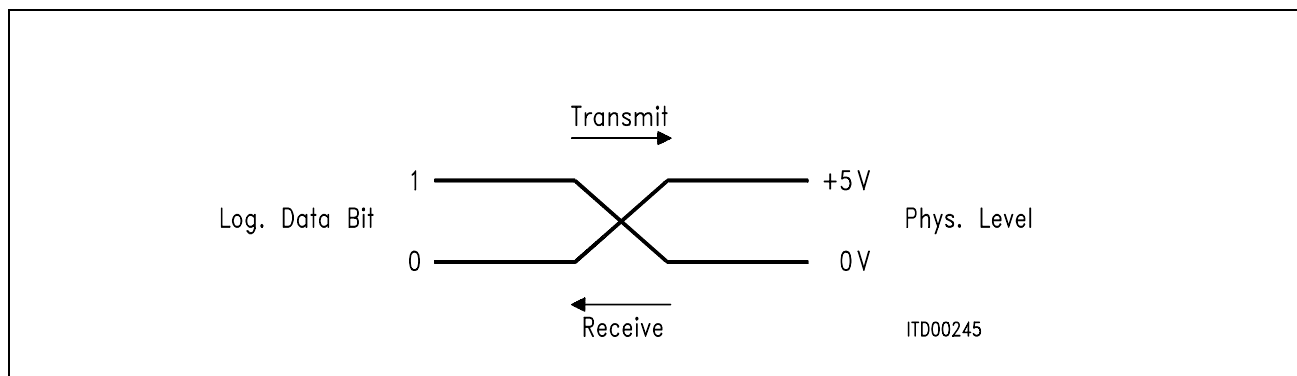 Transmit
1 +5V
Log. Data Bit Phys. Level
0 0V
Receive
ITD00245